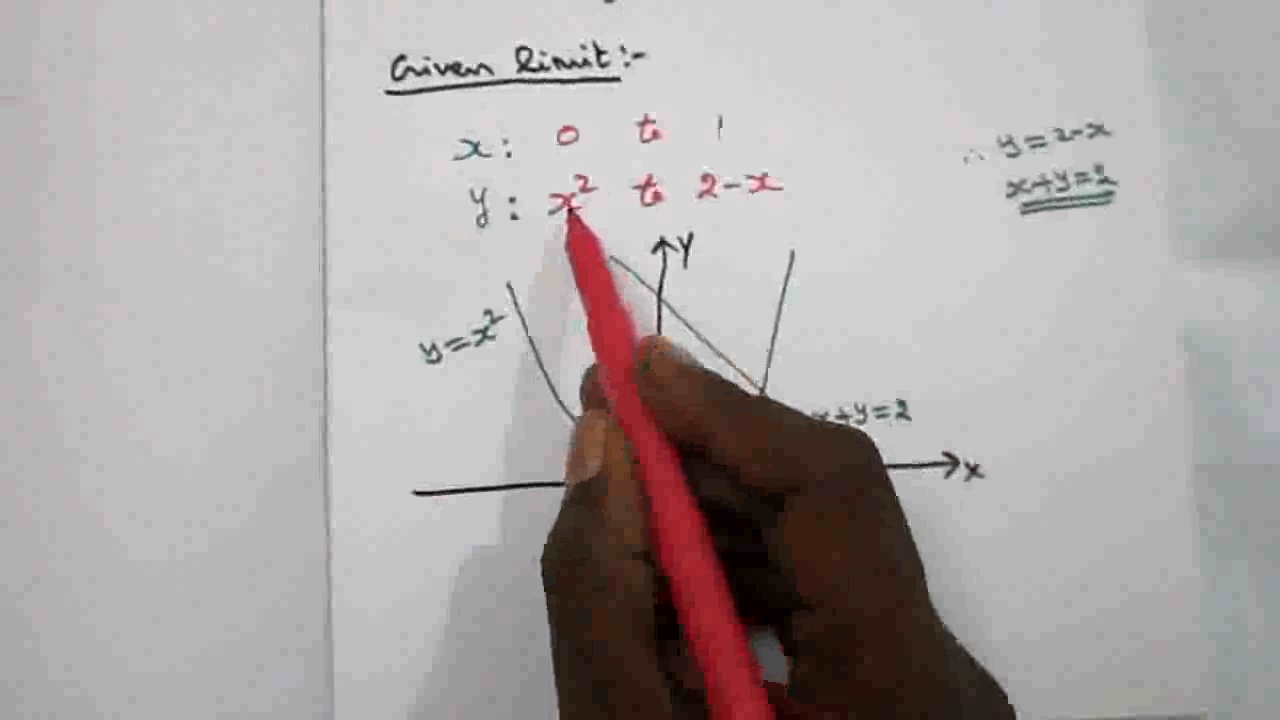 Given limit:-
x: 0 to 1
y: x² to 2-x
∴ y=2-x
x+y=2
Y
y=x²
x+y=2
x